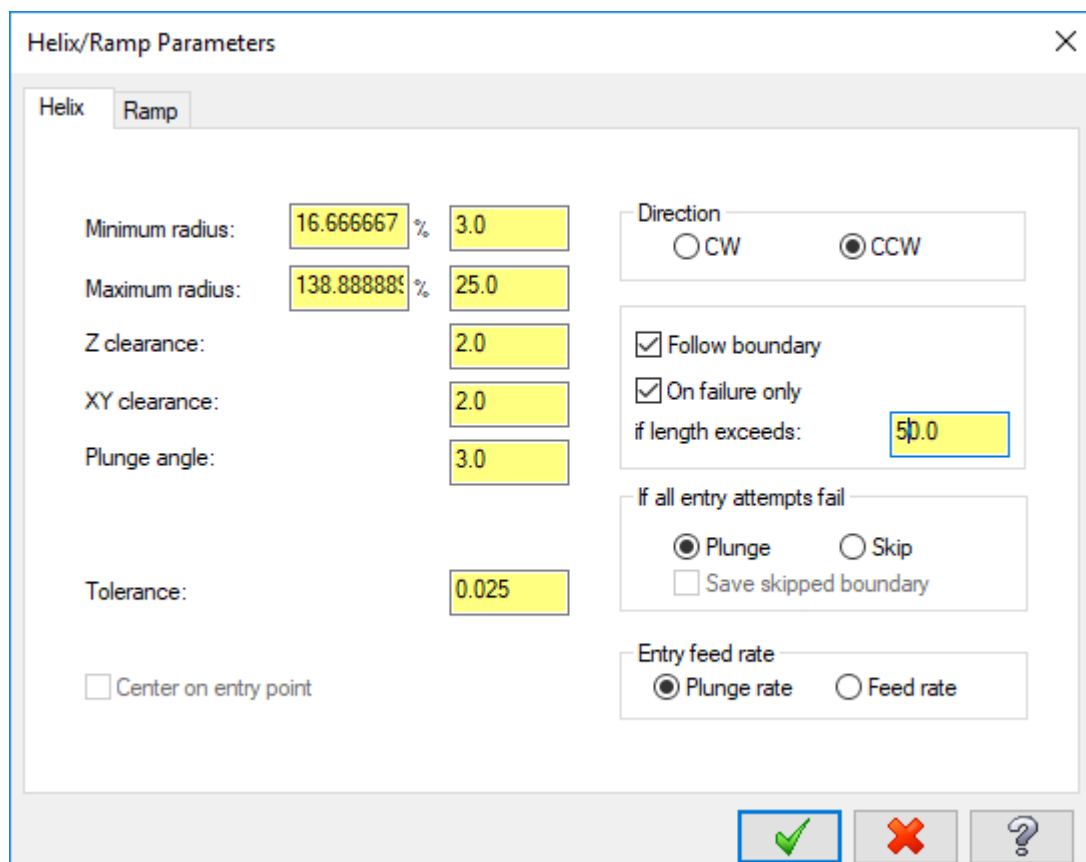 Helix/Ramp Parameters
Helix
Ramp
Minimum radius: 16.666667 % 3.0
Maximum radius: 138.888889 % 25.0
Z clearance: 2.0
XY clearance: 2.0
Plunge angle: 3.0
Tolerance: 0.025
Center on entry point
Direction
CW CCW
Follow boundary
On failure only
if length exceeds: 50.0
If all entry attempts fail
Plunge Skip
Save skipped boundary
Entry feed rate
Plunge rate Feed rate